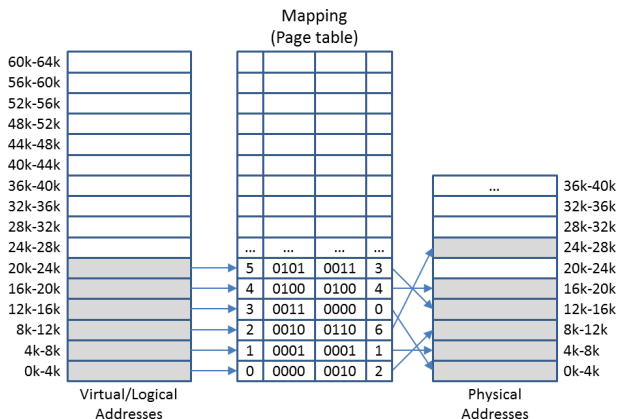 Mapping
(Page table)
60k-64k
56k-60k
52k-56k
48k-52k
44k-48k
40k-44k
36k-40k ... 36k-40k
32k-36k 32k-36k
28k-32k 28k-32k
24k-28k ... ... ... ... 24k-28k
20k-24k 5 0101 0011 3 20k-24k
16k-20k 4 0100 0100 4 16k-20k
12k-16k 3 0011 0000 0 12k-16k
8k-12k 2 0010 0110 6 8k-12k
4k-8k 1 0001 0001 1 4k-8k
0k-4k 0 0000 0010 2 0k-4k
Virtual/Logical
Addresses
Physical
Addresses